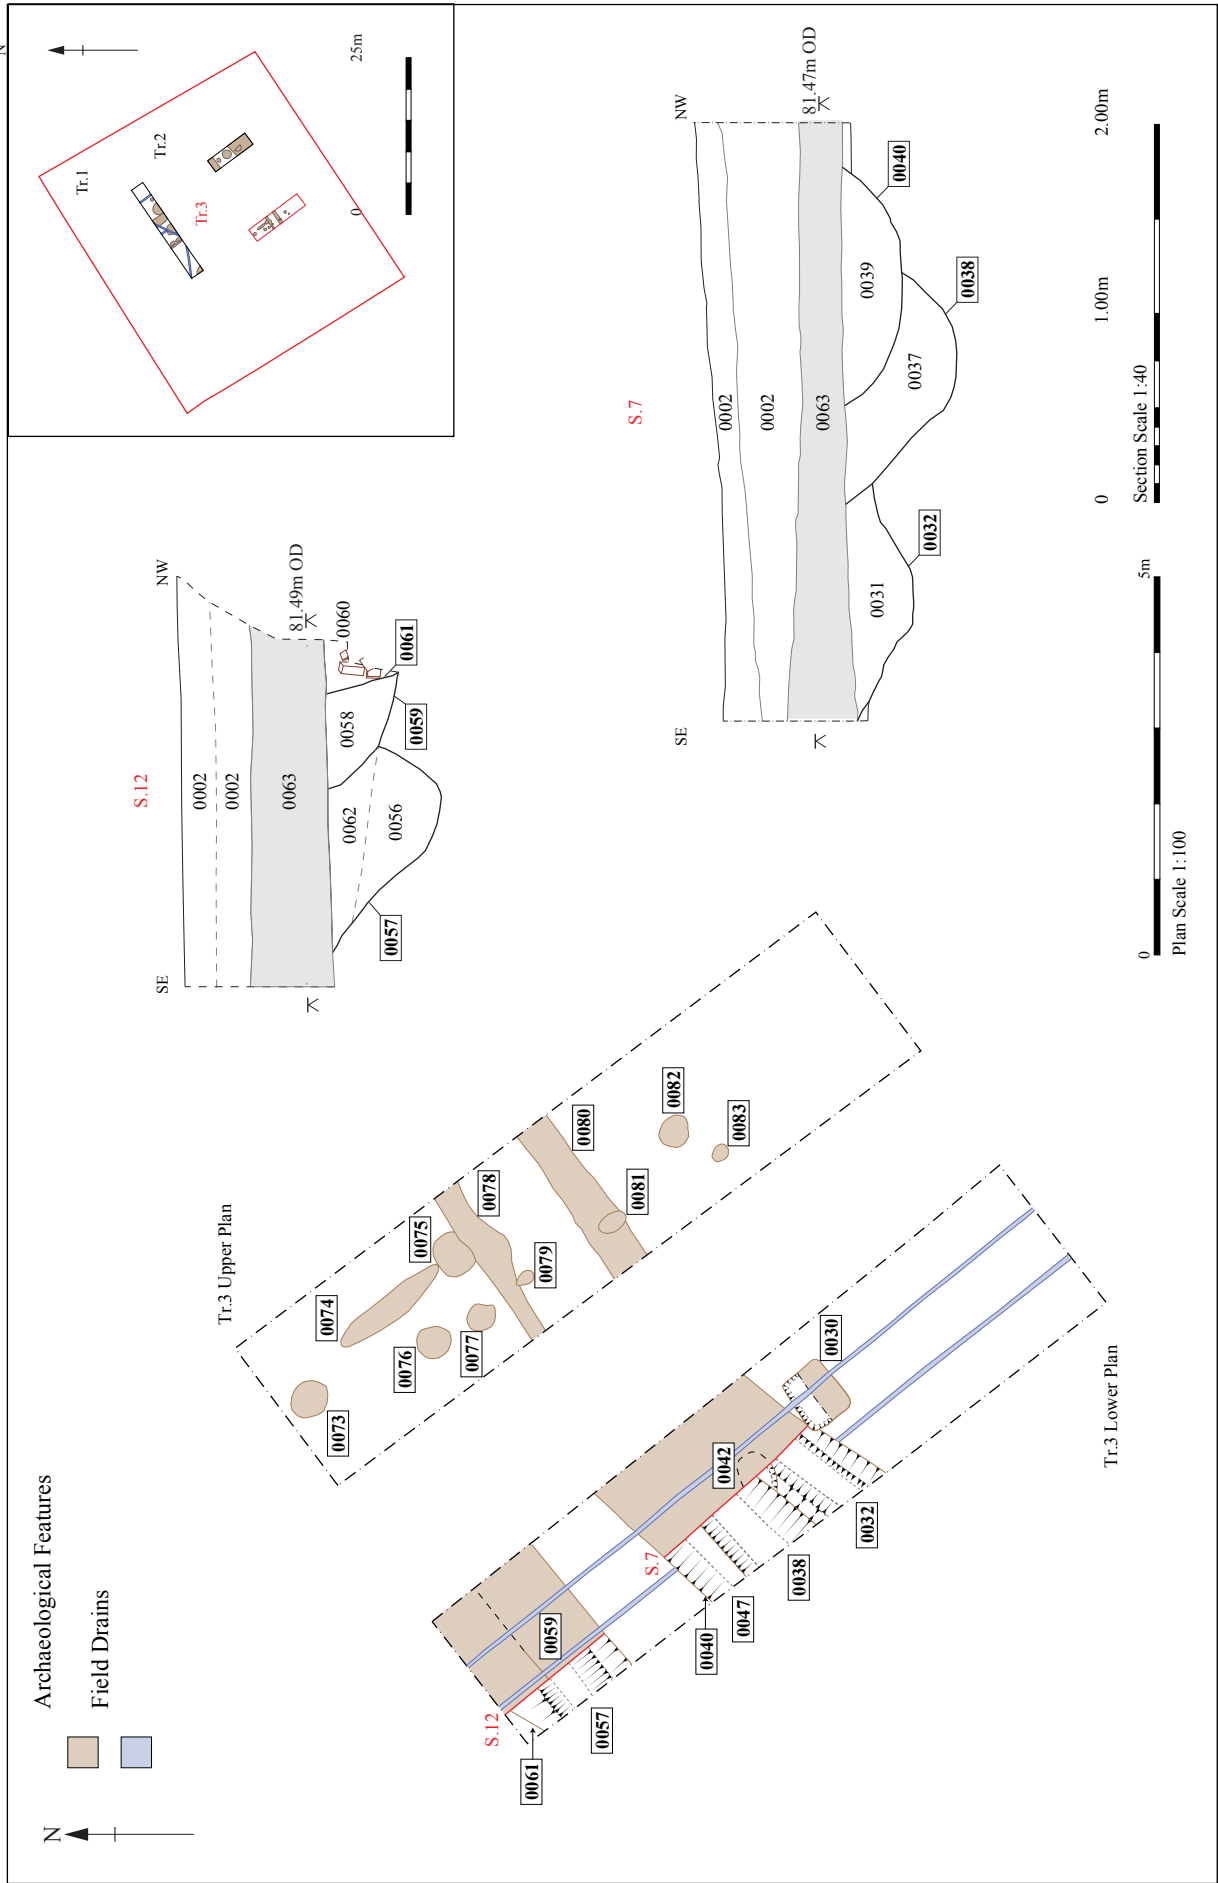 N
Archaeological Features
Field Drains
Tr.3 Upper Plan
0073
0074
0075
0076
0077
0078
0079
0080
0081
0082
0083
Tr.3 Lower Plan
S.12
0061
0059
0057
S.7
0040
0047
0042
0038
0032
0030
S.12
SE
NW
0002
0002
0063
81.49m OD
0062
0058
0060
0056
0057
0059
0061
S.7
SE
NW
0002
0002
0063
81.47m OD
0031
0037
0039
0032
0038
0040
N
Tr.1
Tr.2
Tr.3
0
25m
0
5m
Plan Scale 1:100
0
1.00m
2.00m
Section Scale 1:40